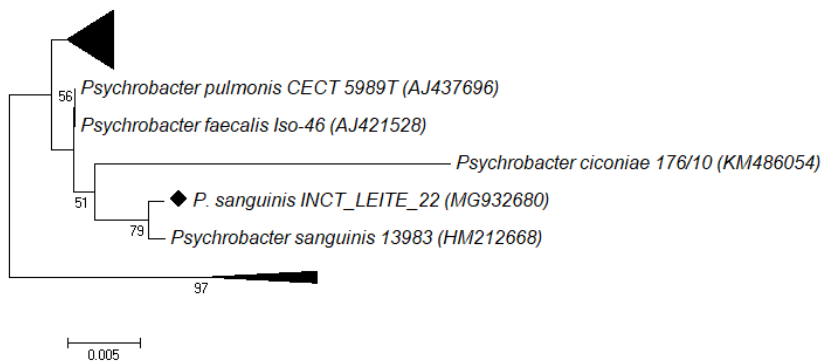 56
Psychrobacter pulmonis CECT 5989T (AJ437696)
Psychrobacter faecalis Iso-46 (AJ421528)
Psychrobacter ciconiae 176/10 (KM486054)
51
P. sanguinis INCT_LEITE_22 (MG932680)
79
Psychrobacter sanguinis 13983 (HM212668)
97
0.005